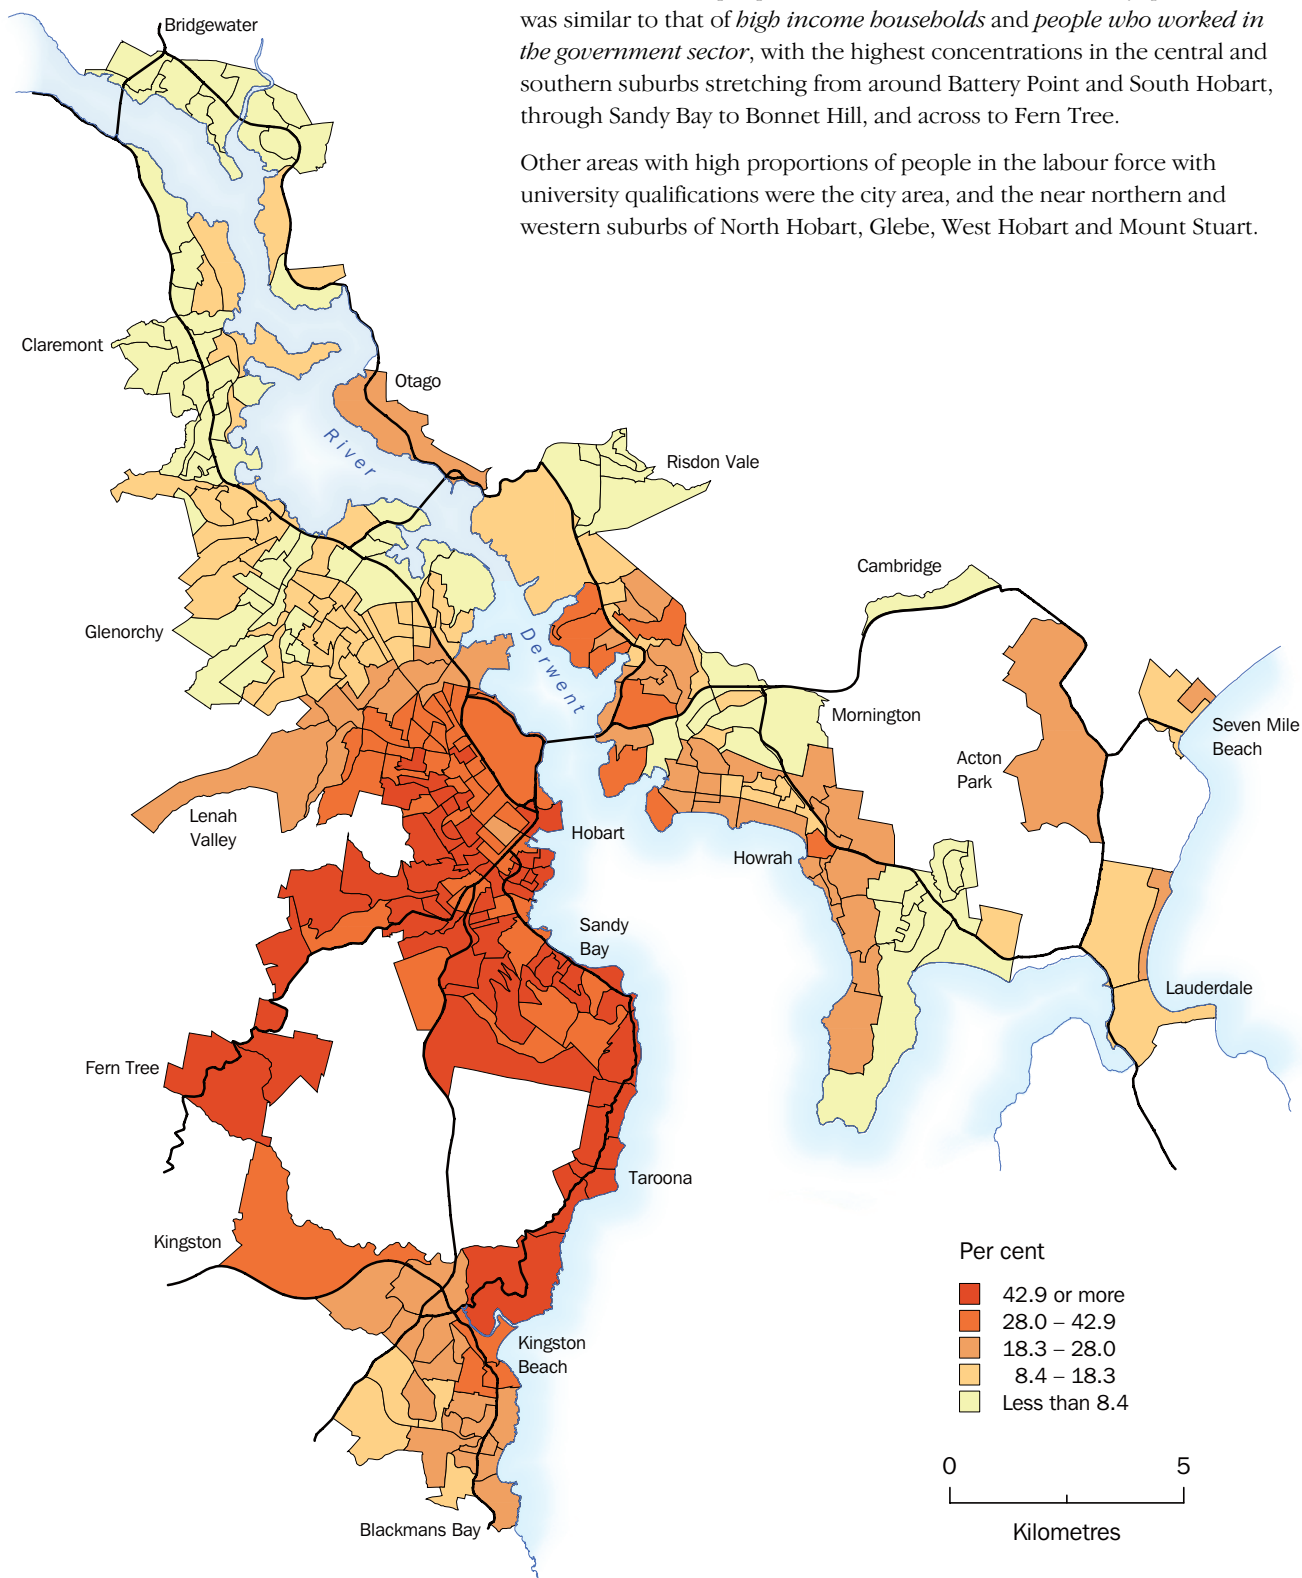 was similar to that of high income households and people who worked in
the government sector, with the highest concentrations in the central and
southern suburbs stretching from around Battery Point and South Hobart,
through Sandy Bay to Bonnet Hill, and across to Fern Tree.
Other areas with high proportions of people in the labour force with
university qualifications were the city area, and the near northern and
western suburbs of North Hobart, Glebe, West Hobart and Mount Stuart.
Bridgewater
Claremont
Otago
River
Risdon Vale
Cambridge
Glenorchy
Derwent
Mornington
Seven Mile
Beach
Acton
Park
Lenah
Valley
Hobart
Howrah
Sandy
Bay
Lauderdale
Fern Tree
Taroona
Kingston
Kingston
Beach
Blackmans Bay
Per cent
42.9 or more
28.0 – 42.9
18.3 – 28.0
8.4 – 18.3
Less than 8.4
0 5
Kilometres